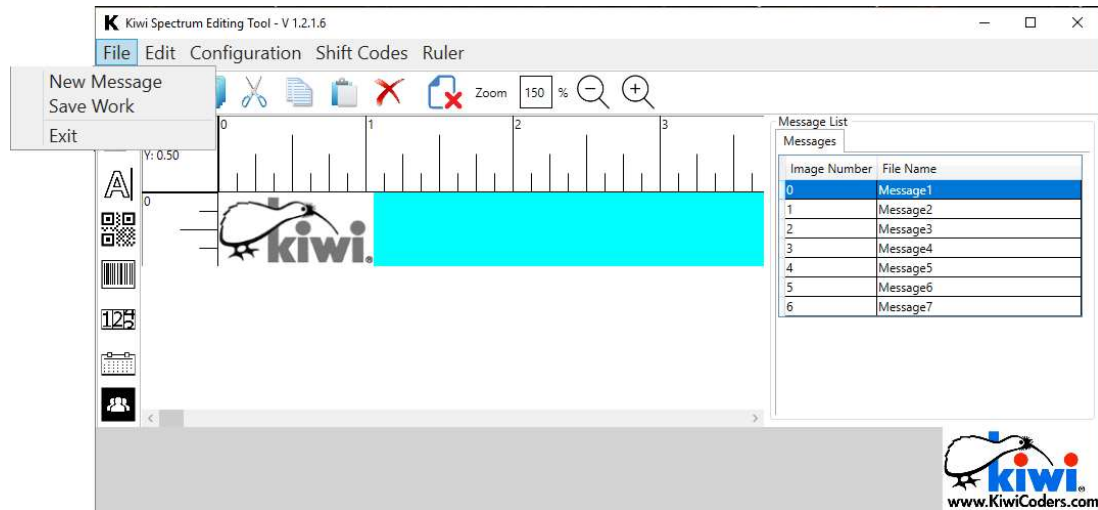 K Kiwi Spectrum Editing Tool - V 1.2.1.6
File Edit Configuration Shift Codes Ruler
New Message
Save Work
Exit
Zoom 150 %
0 1 2 3
Y: 0.50
0
A
123
kiwi.
Message List
Messages
Image Number File Name
0 Message1
1 Message2
2 Message3
3 Message4
4 Message5
5 Message6
6 Message7
kiwi.
www.KiwiCoders.com